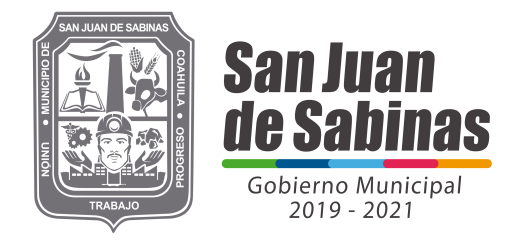 SAN JUAN DE SABINAS
MUNICIPIO DE
COAHUILA
UNION
PROGRESO
TRABAJO
San Juan
de Sabinas
Gobierno Municipal
2019 - 2021